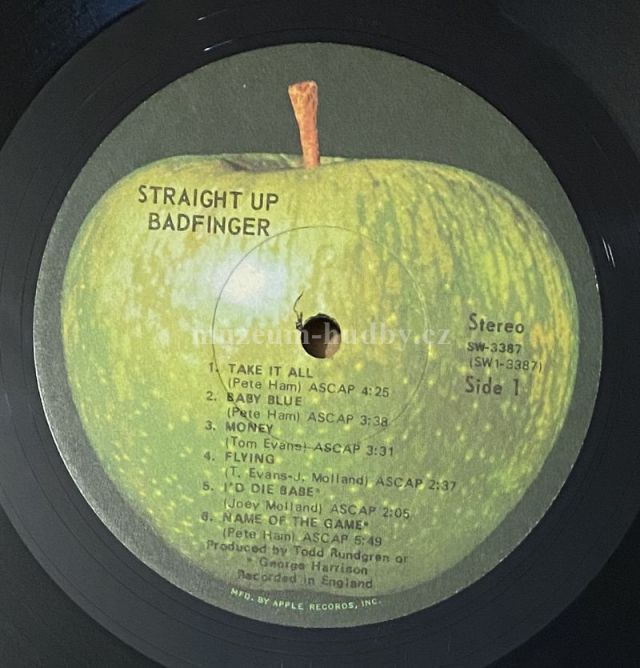 STRAIGHT UP
BADFINGER
muzeum-hudby.cz
Stereo
SW-3387
(SW1-3387)
Side 1
1. TAKE IT ALL
(Pete Ham) ASCAP 4:25
2. BABY BLUE
(Pete Ham) ASCAP 3:38
3. MONEY
(Tom Evans) ASCAP 3:31
4. FLYING
(T. Evans-J. Molland) ASCAP 2:37
5. I'D DIE BABE*
(Joey Molland) ASCAP 2:05
6. NAME OF THE GAME*
(Pete Ham) ASCAP 5:49
Produced by Todd Rundgren or
* George Harrison
Recorded in England
MFD. BY APPLE RECORDS, INC.